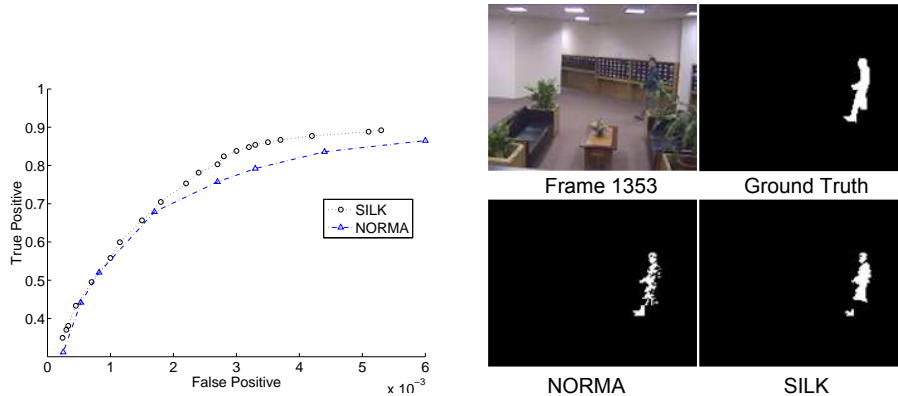 1
0.9
0.8
0.7
0.6
0.5
0.4
True Positive
SILK
NORMA
0 1 2 3 4 5 6
False Positive
x 10⁻³
Frame 1353
Ground Truth
NORMA
SILK